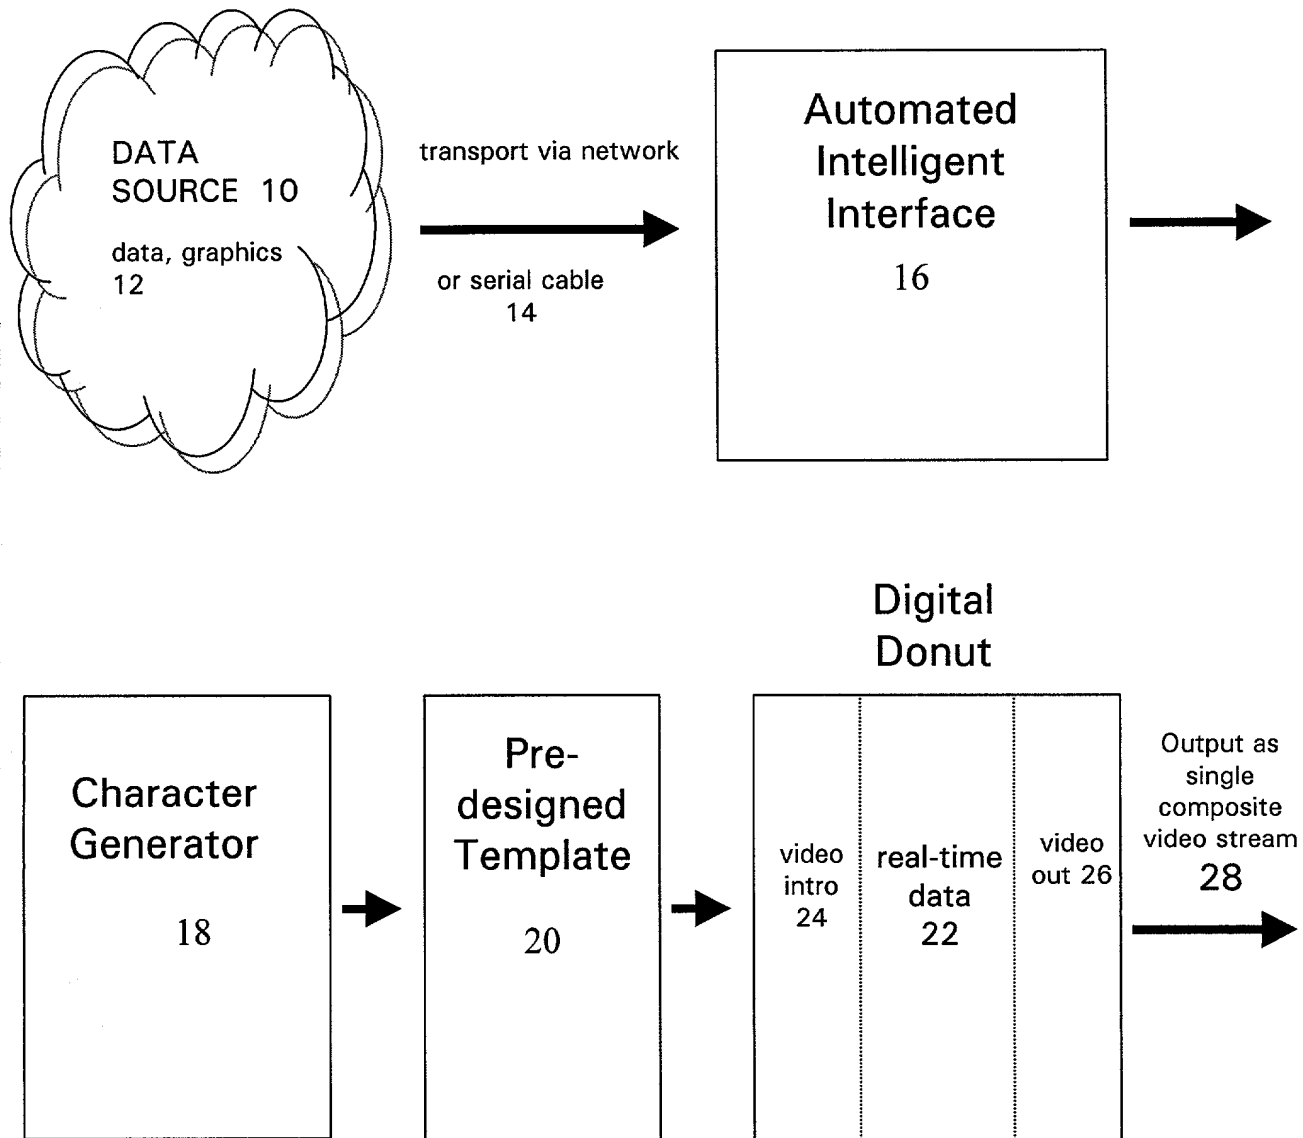 DATA
SOURCE 10
data, graphics
12
transport via network
or serial cable
14
Automated
Intelligent
Interface
16
Character
Generator
18
Pre-
designed
Template
20
Digital
Donut
video
intro
24
real-time
data
22
video
out 26
Output as
single
composite
video stream
28